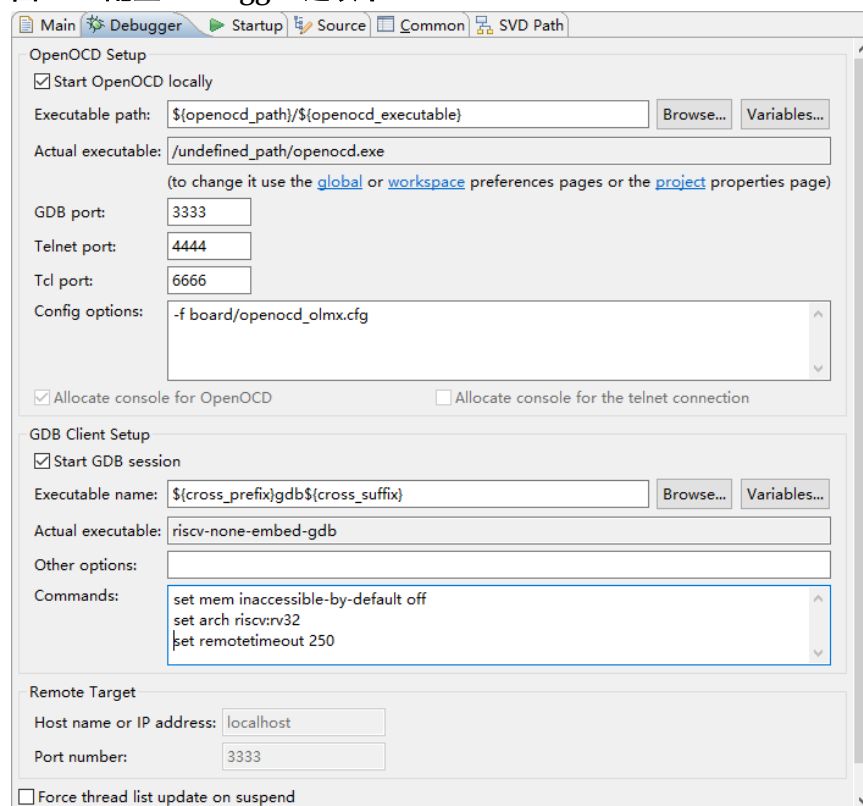 Main Debugger Startup Source Common SVD Path
OpenOCD Setup
Start OpenOCD locally
Executable path: ${openocd_path}/${openocd_executable} Browse... Variables...
Actual executable: /undefined_path/openocd.exe
(to change it use the global or workspace preferences pages or the project properties page)
GDB port: 3333
Telnet port: 4444
Tcl port: 6666
Config options: -f board/openocd_olmx.cfg
Allocate console for OpenOCD Allocate console for the telnet connection
GDB Client Setup
Start GDB session
Executable name: ${cross_prefix}gdb${cross_suffix} Browse... Variables...
Actual executable: riscv-none-embed-gdb
Other options:
Commands: set mem inaccessible-by-default off
set arch riscv:rv32
set remotetimeout 250
Remote Target
Host name or IP address: localhost
Port number: 3333
Force thread list update on suspend